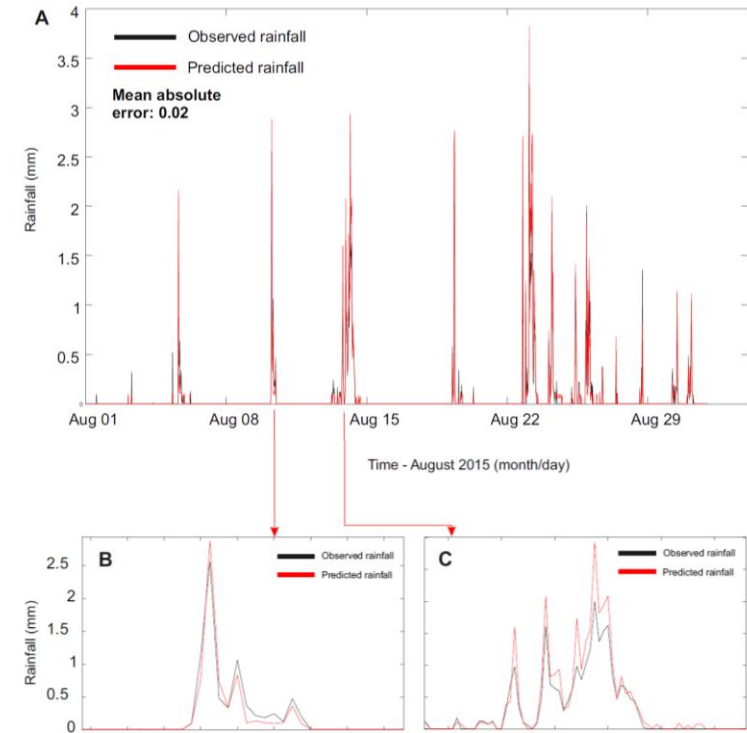 A
4
3.5
3
2.5
2
1.5
1
0.5
0
Rainfall (mm)
Observed rainfall
Predicted rainfall
Mean absolute
error: 0.02
Aug 01 Aug 08 Aug 15 Aug 22 Aug 29
Time - August 2015 (month/day)
B
Observed rainfall
Predicted rainfall
2.5
2
1.5
1
0.5
0
Rainfall (mm)
C
Observed rainfall
Predicted rainfall